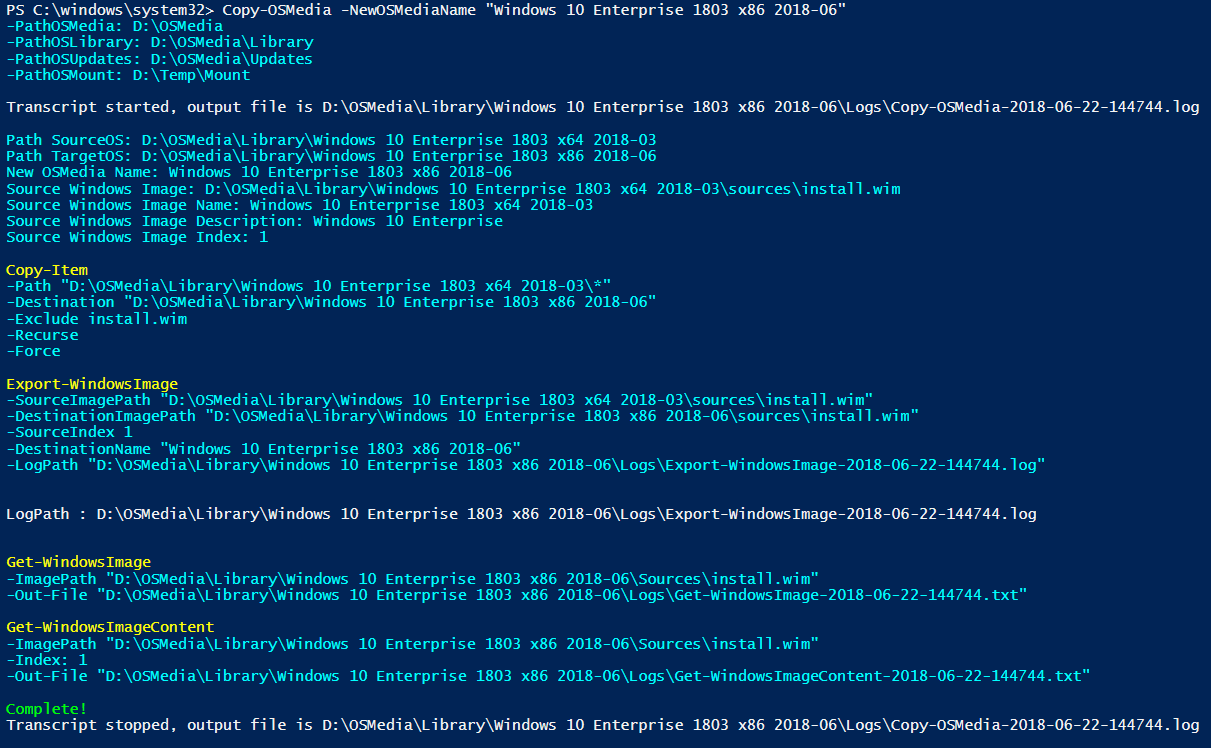 PS C:\windows\system32> Copy-OSMedia -NewOSMediaName "Windows 10 Enterprise 1803 x86 2018-06"
-PathOSMedia: D:\OSMedia
-PathOSLibrary: D:\OSMedia\Library
-PathOSUpdates: D:\OSMedia\Updates
-PathOSMount: D:\Temp\Mount
Transcript started, output file is D:\OSMedia\Library\Windows 10 Enterprise 1803 x86 2018-06\Logs\Copy-OSMedia-2018-06-22-144744.log
Path SourceOS: D:\OSMedia\Library\Windows 10 Enterprise 1803 x64 2018-03
Path TargetOS: D:\OSMedia\Library\Windows 10 Enterprise 1803 x86 2018-06
New OSMedia Name: Windows 10 Enterprise 1803 x86 2018-06
Source Windows Image: D:\OSMedia\Library\Windows 10 Enterprise 1803 x64 2018-03\sources\install.wim
Source Windows Image Name: Windows 10 Enterprise 1803 x64 2018-03
Source Windows Image Description: Windows 10 Enterprise
Source Windows Image Index: 1
Copy-Item
-Path "D:\OSMedia\Library\Windows 10 Enterprise 1803 x64 2018-03\*"
-Destination "D:\OSMedia\Library\Windows 10 Enterprise 1803 x86 2018-06"
-Exclude install.wim
-Recurse
-Force
Export-WindowsImage
-SourceImagePath "D:\OSMedia\Library\Windows 10 Enterprise 1803 x64 2018-03\sources\install.wim"
-DestinationImagePath "D:\OSMedia\Library\Windows 10 Enterprise 1803 x86 2018-06\sources\install.wim"
-SourceIndex 1
-DestinationName "Windows 10 Enterprise 1803 x86 2018-06"
-LogPath "D:\OSMedia\Library\Windows 10 Enterprise 1803 x86 2018-06\Logs\Export-WindowsImage-2018-06-22-144744.log"
LogPath : D:\OSMedia\Library\Windows 10 Enterprise 1803 x86 2018-06\Logs\Export-WindowsImage-2018-06-22-144744.log
Get-WindowsImage
-ImagePath "D:\OSMedia\Library\Windows 10 Enterprise 1803 x86 2018-06\Sources\install.wim"
-Out-File "D:\OSMedia\Library\Windows 10 Enterprise 1803 x86 2018-06\Logs\Get-WindowsImage-2018-06-22-144744.txt"
Get-WindowsImageContent
-ImagePath "D:\OSMedia\Library\Windows 10 Enterprise 1803 x86 2018-06\Sources\install.wim"
-Index: 1
-Out-File "D:\OSMedia\Library\Windows 10 Enterprise 1803 x86 2018-06\Logs\Get-WindowsImageContent-2018-06-22-144744.txt"
Complete!
Transcript stopped, output file is D:\OSMedia\Library\Windows 10 Enterprise 1803 x86 2018-06\Logs\Copy-OSMedia-2018-06-22-144744.log